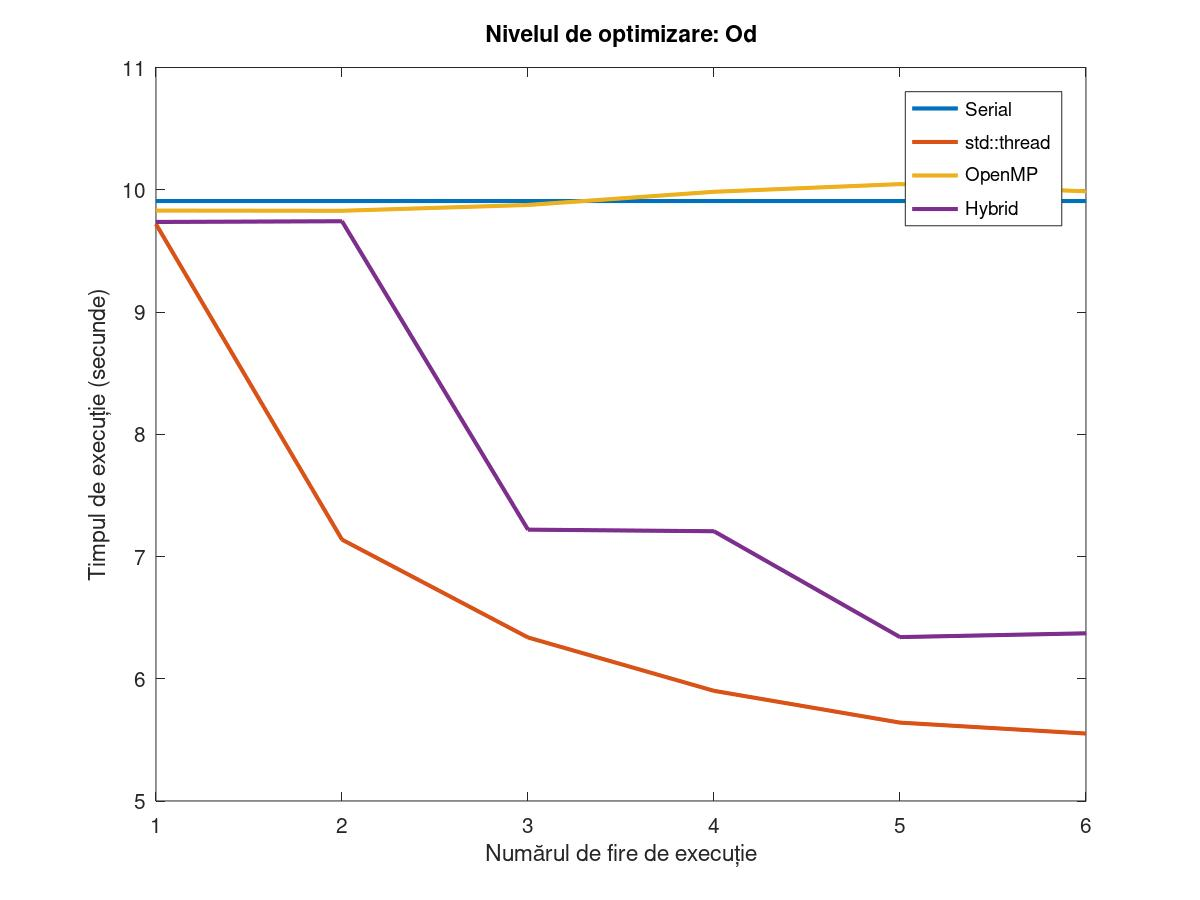 Nivelul de optimizare: Od
11
10
9
8
7
6
5
Timpul de execuție (secunde)
Serial
std::thread
OpenMP
Hybrid
1 2 3 4 5 6
Numărul de fire de execuție